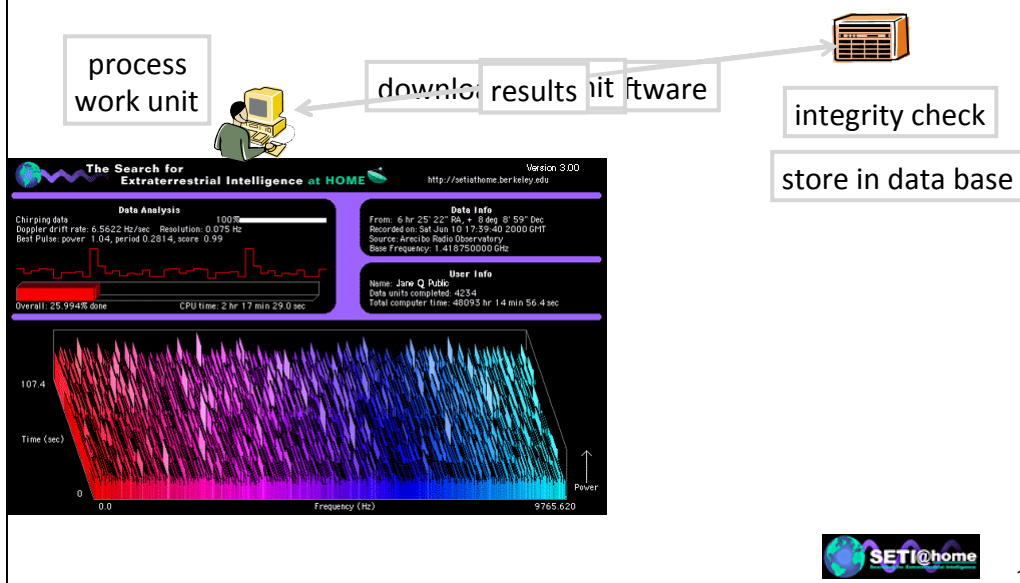 process
work unit
downlo
results
nit
ftware
integrity check
store in data base
The Search for
Extraterrestrial Intelligence at HOME
Version 3.00
http://setiathome.berkeley.edu
Data Analysis
Chirping data 100%
Doppler drift rate: 6.5622 Hz/sec Resolution: 0.075 Hz
Best Pulse: power 1.04, period 0.2814, score 0.99
Overall: 25.994% done CPU time: 2 hr 17 min 29.0 sec
Data Info
From: 6 hr 25' 22" RA, + 8 deg 8' 59" Dec
Recorded on: Sat Jun 10 17:39:40 2000 GMT
Source: Arecibo Radio Observatory
Base Frequency: 1.418750000 GHz
User Info
Name: Jane Q Public
Data units completed: 4234
Total computer time: 48093 hr 14 min 56.4 sec
107.4
Time (sec)
0
0.0 Frequency (Hz) 9765.620
Power
SETI@home